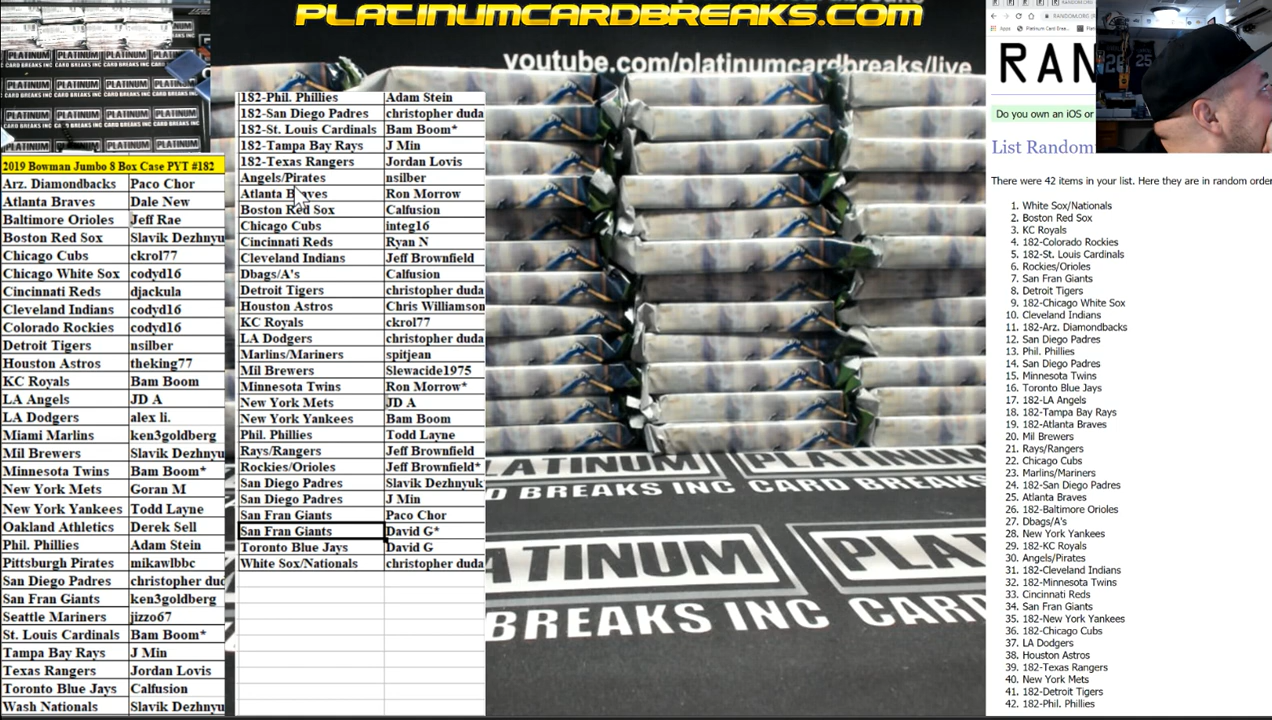 PLATINUMCARDBREAKS.COM
youtube.com/platinumcardbreaks/live
2019 Bowman Jumbo 8 Box Case PYT #182
Arz. Diamondbacks Paco Chor
Atlanta Braves Dale New
Baltimore Orioles Jeff Rae
Boston Red Sox Slavik Dezhnyu
Chicago Cubs ckrol77
Chicago White Sox codyd16
Cincinnati Reds djackula
Cleveland Indians codyd16
Colorado Rockies codyd16
Detroit Tigers nsilber
Houston Astros theking77
KC Royals Bam Boom
LA Angels JD A
LA Dodgers alex li.
Miami Marlins ken3goldberg
Mil Brewers Slavik Dezhnyu
Minnesota Twins Bam Boom*
New York Mets Goran M
New York Yankees Todd Layne
Oakland Athletics Derek Sell
Phil. Phillies Adam Stein
Pittsburgh Pirates mikawlbbc
San Diego Padres christopher dud
San Fran Giants ken3goldberg
Seattle Mariners jizzo67
St. Louis Cardinals Bam Boom*
Tampa Bay Rays J Min
Texas Rangers Jordan Lovis
Toronto Blue Jays Calfusion
Wash Nationals Slavik Dezhnyu
182-Phil. Phillies Adam Stein
182-San Diego Padres christopher duda
182-St. Louis Cardinals Bam Boom*
182-Tampa Bay Rays J Min
182-Texas Rangers Jordan Lovis
Angels/Pirates nsilber
Atlanta Braves Ron Morrow
Boston Red Sox Calfusion
Chicago Cubs integ16
Cincinnati Reds Ryan N
Cleveland Indians Jeff Brownfield
Dbags/A's Calfusion
Detroit Tigers christopher duda
Houston Astros Chris Williamson
KC Royals ckrol77
LA Dodgers christopher duda
Marlins/Mariners spitjean
Mil Brewers Slewacide1975
Minnesota Twins Ron Morrow*
New York Mets JD A
New York Yankees Bam Boom
Phil. Phillies Todd Layne
Rays/Rangers Jeff Brownfield
Rockies/Orioles Jeff Brownfield*
San Diego Padres Slavik Dezhnyuk
San Diego Padres J Min
San Fran Giants Paco Chor
San Fran Giants David G*
Toronto Blue Jays David G
White Sox/Nationals christopher duda
LATINUM PLATINUM
D BREAKS INC CARD BREAKS INC
ATINUM PLA
BREAKS INC CARD
RAN
Do you own an iOS or
List Random
There were 42 items in your list. Here they are in random order
1. White Sox/Nationals
2. Boston Red Sox
3. KC Royals
4. 182-Colorado Rockies
5. 182-St. Louis Cardinals
6. Rockies/Orioles
7. San Fran Giants
8. Detroit Tigers
9. 182-Chicago White Sox
10. Cleveland Indians
11. 182-Arz. Diamondbacks
12. San Diego Padres
13. Phil. Phillies
14. San Diego Padres
15. Minnesota Twins
16. Toronto Blue Jays
17. 182-LA Angels
18. 182-Tampa Bay Rays
19. 182-Atlanta Braves
20. Mil Brewers
21. Rays/Rangers
22. Chicago Cubs
23. Marlins/Mariners
24. 182-San Diego Padres
25. Atlanta Braves
26. 182-Baltimore Orioles
27. Dbags/A's
28. New York Yankees
29. 182-KC Royals
30. Angels/Pirates
31. 182-Cleveland Indians
32. 182-Minnesota Twins
33. Cincinnati Reds
34. San Fran Giants
35. 182-New York Yankees
36. 182-Chicago Cubs
37. LA Dodgers
38. Houston Astros
39. 182-Texas Rangers
40. New York Mets
41. 182-Detroit Tigers
42. 182-Phil. Phillies